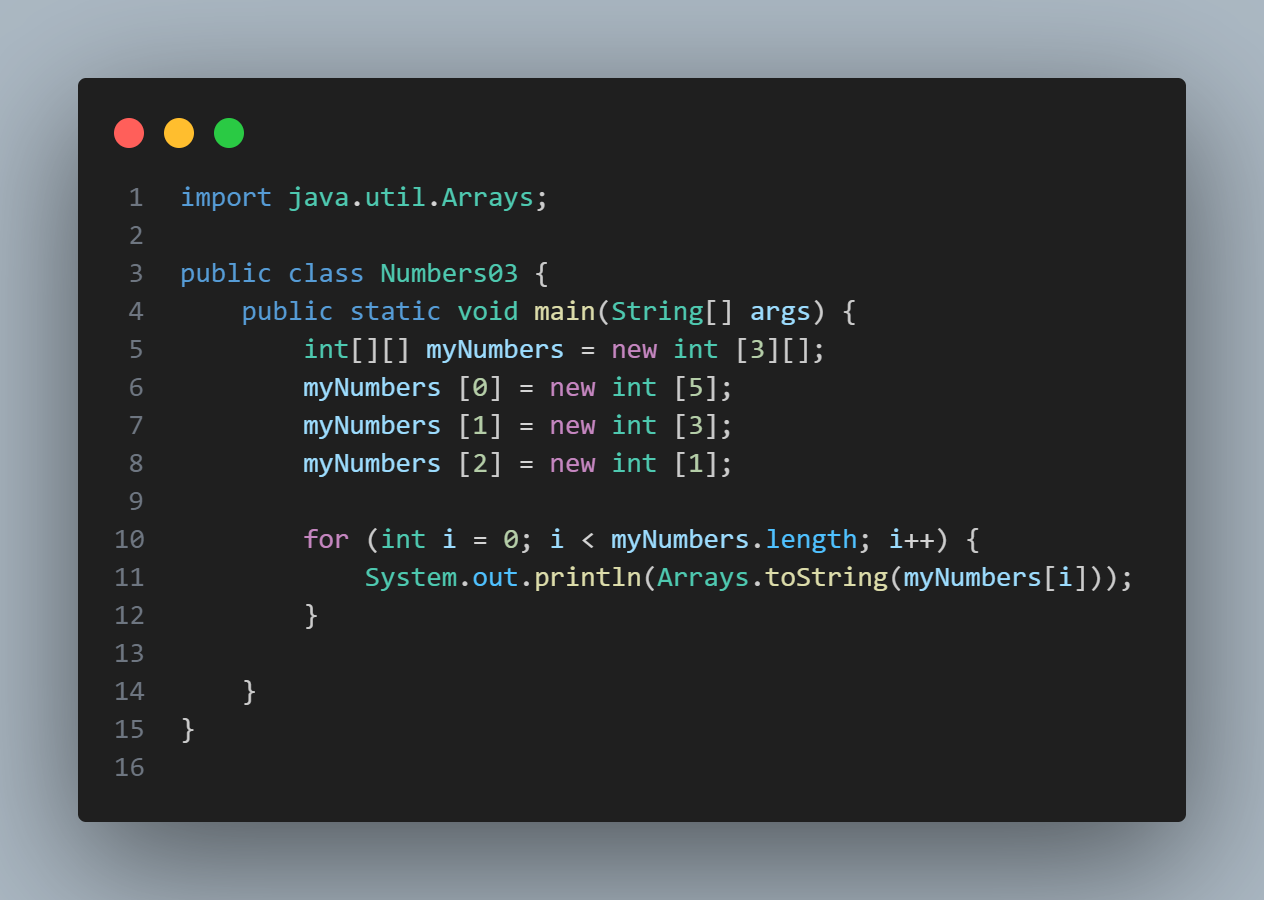 1 import java.util.Arrays;
2
3 public class Numbers03 {
4     public static void main(String[] args) {
5         int[][] myNumbers = new int [3][];
6         myNumbers [0] = new int [5];
7         myNumbers [1] = new int [3];
8         myNumbers [2] = new int [1];
9
10         for (int i = 0; i < myNumbers.length; i++) {
11             System.out.println(Arrays.toString(myNumbers[i]));
12         }
13
14     }
15 }
16